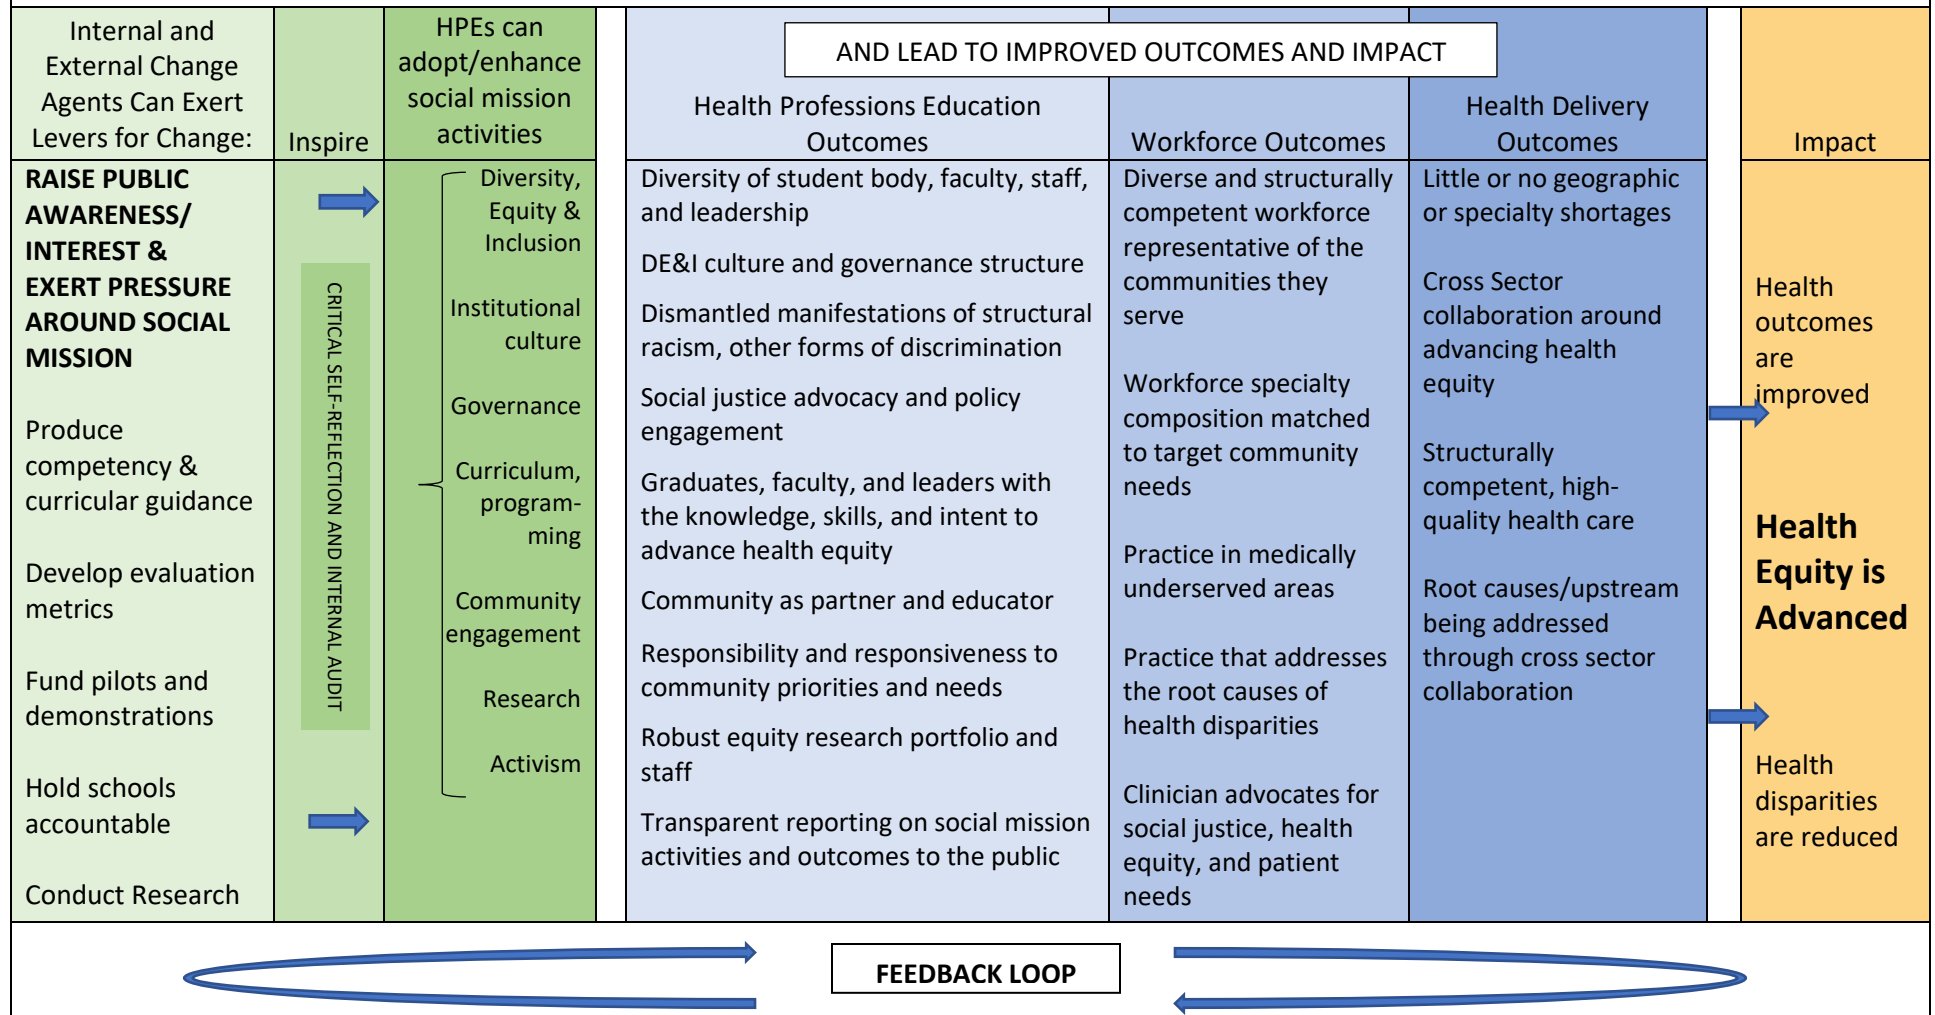 Internal and
External Change
Agents Can Exert
Levers for Change:
Inspire
HPEs can
adopt/enhance
social mission
activities
AND LEAD TO IMPROVED OUTCOMES AND IMPACT
Health Professions Education
Outcomes
Workforce Outcomes
Health Delivery
Outcomes
Impact
RAISE PUBLIC
AWARENESS/
INTEREST &
EXERT PRESSURE
AROUND SOCIAL
MISSION
Produce
competency &
curricular guidance
Develop evaluation
metrics
Fund pilots and
demonstrations
Hold schools
accountable
Conduct Research
CRITICAL SELF-REFLECTION AND INTERNAL AUDIT
Diversity,
Equity &
Inclusion
Institutional
culture
Governance
Curriculum,
program-
ming
Community
engagement
Research
Activism
Diversity of student body, faculty, staff,
and leadership
DE&I culture and governance structure
Dismantled manifestations of structural
racism, other forms of discrimination
Social justice advocacy and policy
engagement
Graduates, faculty, and leaders with
the knowledge, skills, and intent to
advance health equity
Community as partner and educator
Responsibility and responsiveness to
community priorities and needs
Robust equity research portfolio and
staff
Transparent reporting on social mission
activities and outcomes to the public
Diverse and structurally
competent workforce
representative of the
communities they
serve
Workforce specialty
composition matched
to target community
needs
Practice in medically
underserved areas
Practice that addresses
the root causes of
health disparities
Clinician advocates for
social justice, health
equity, and patient
needs
Little or no geographic
or specialty shortages
Cross Sector
collaboration around
advancing health
equity
Structurally
competent, high-
quality health care
Root causes/upstream
being addressed
through cross sector
collaboration
Health
outcomes
are
improved
Health
Equity is
Advanced
Health
disparities
are reduced
FEEDBACK LOOP